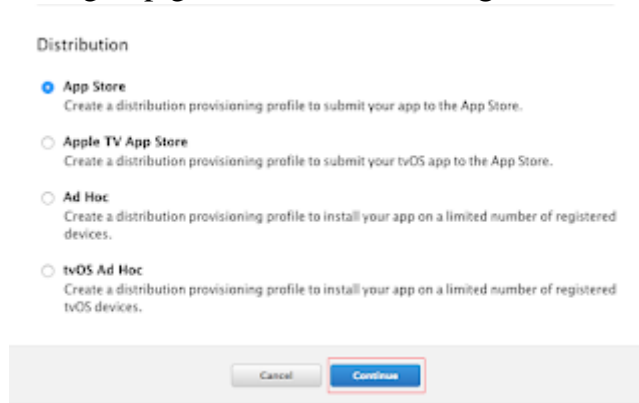 Distribution
App Store
Create a distribution provisioning profile to submit your app to the App Store.
Apple TV App Store
Create a distribution provisioning profile to submit your tvOS app to the App Store.
Ad Hoc
Create a distribution provisioning profile to install your app on a limited number of registered
devices.
tvOS Ad Hoc
Create a distribution provisioning profile to install your app on a limited number of registered
tvOS devices.
Cancel Continue